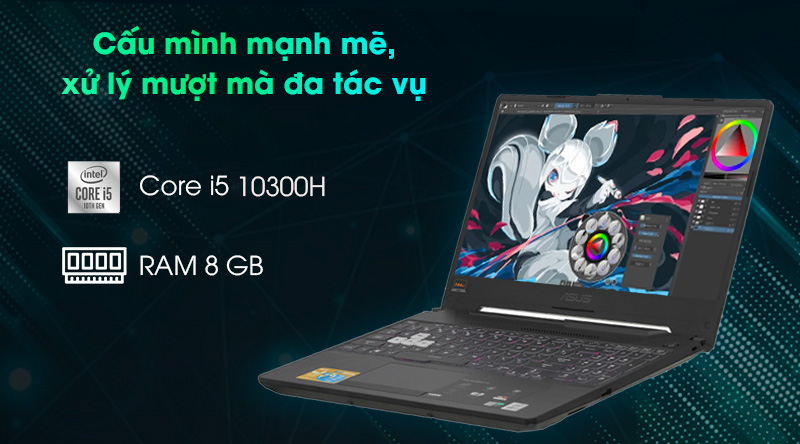 Cấu mình mạnh mẽ,
xử lý mượt mà đa tác vụ
intel
CORE i5
10TH GEN
Core i5 10300H
RAM 8 GB
ASUS